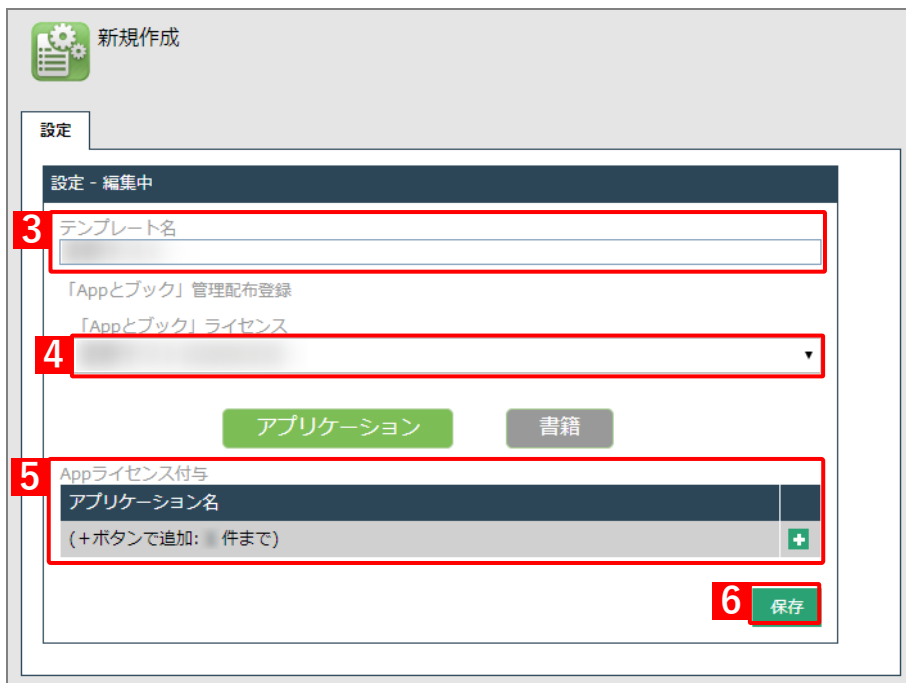 新規作成
設定
設定 - 編集中
3
テンプレート名
「Appとブック」管理配布登録
「Appとブック」ライセンス
4
アプリケーション 書籍
5
Appライセンス付与
アプリケーション名
(+ボタンで追加: 件まで)
6
保存